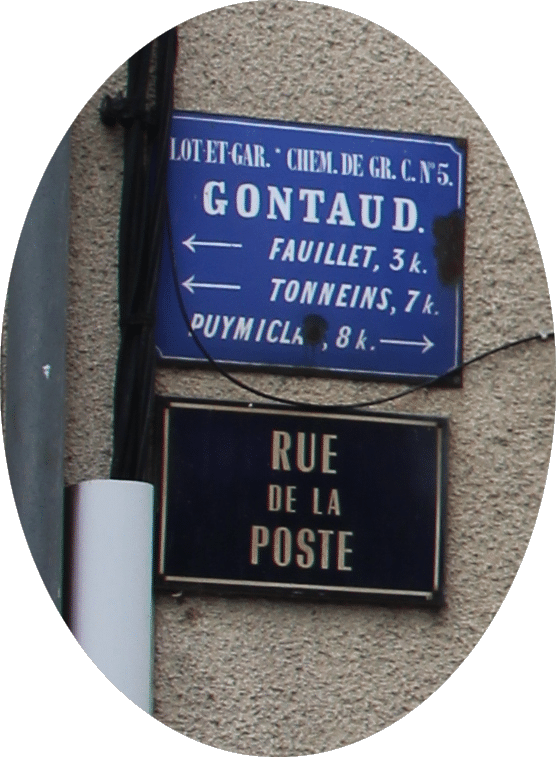 LOT-ET-GAR. * CHEM. DE GR. C. Nº 5.
GONTAUD.
← FAUILLET, 3 k.
← TONNEINS, 7 k.
, 8 k. →
RUE
DE LA
POSTE